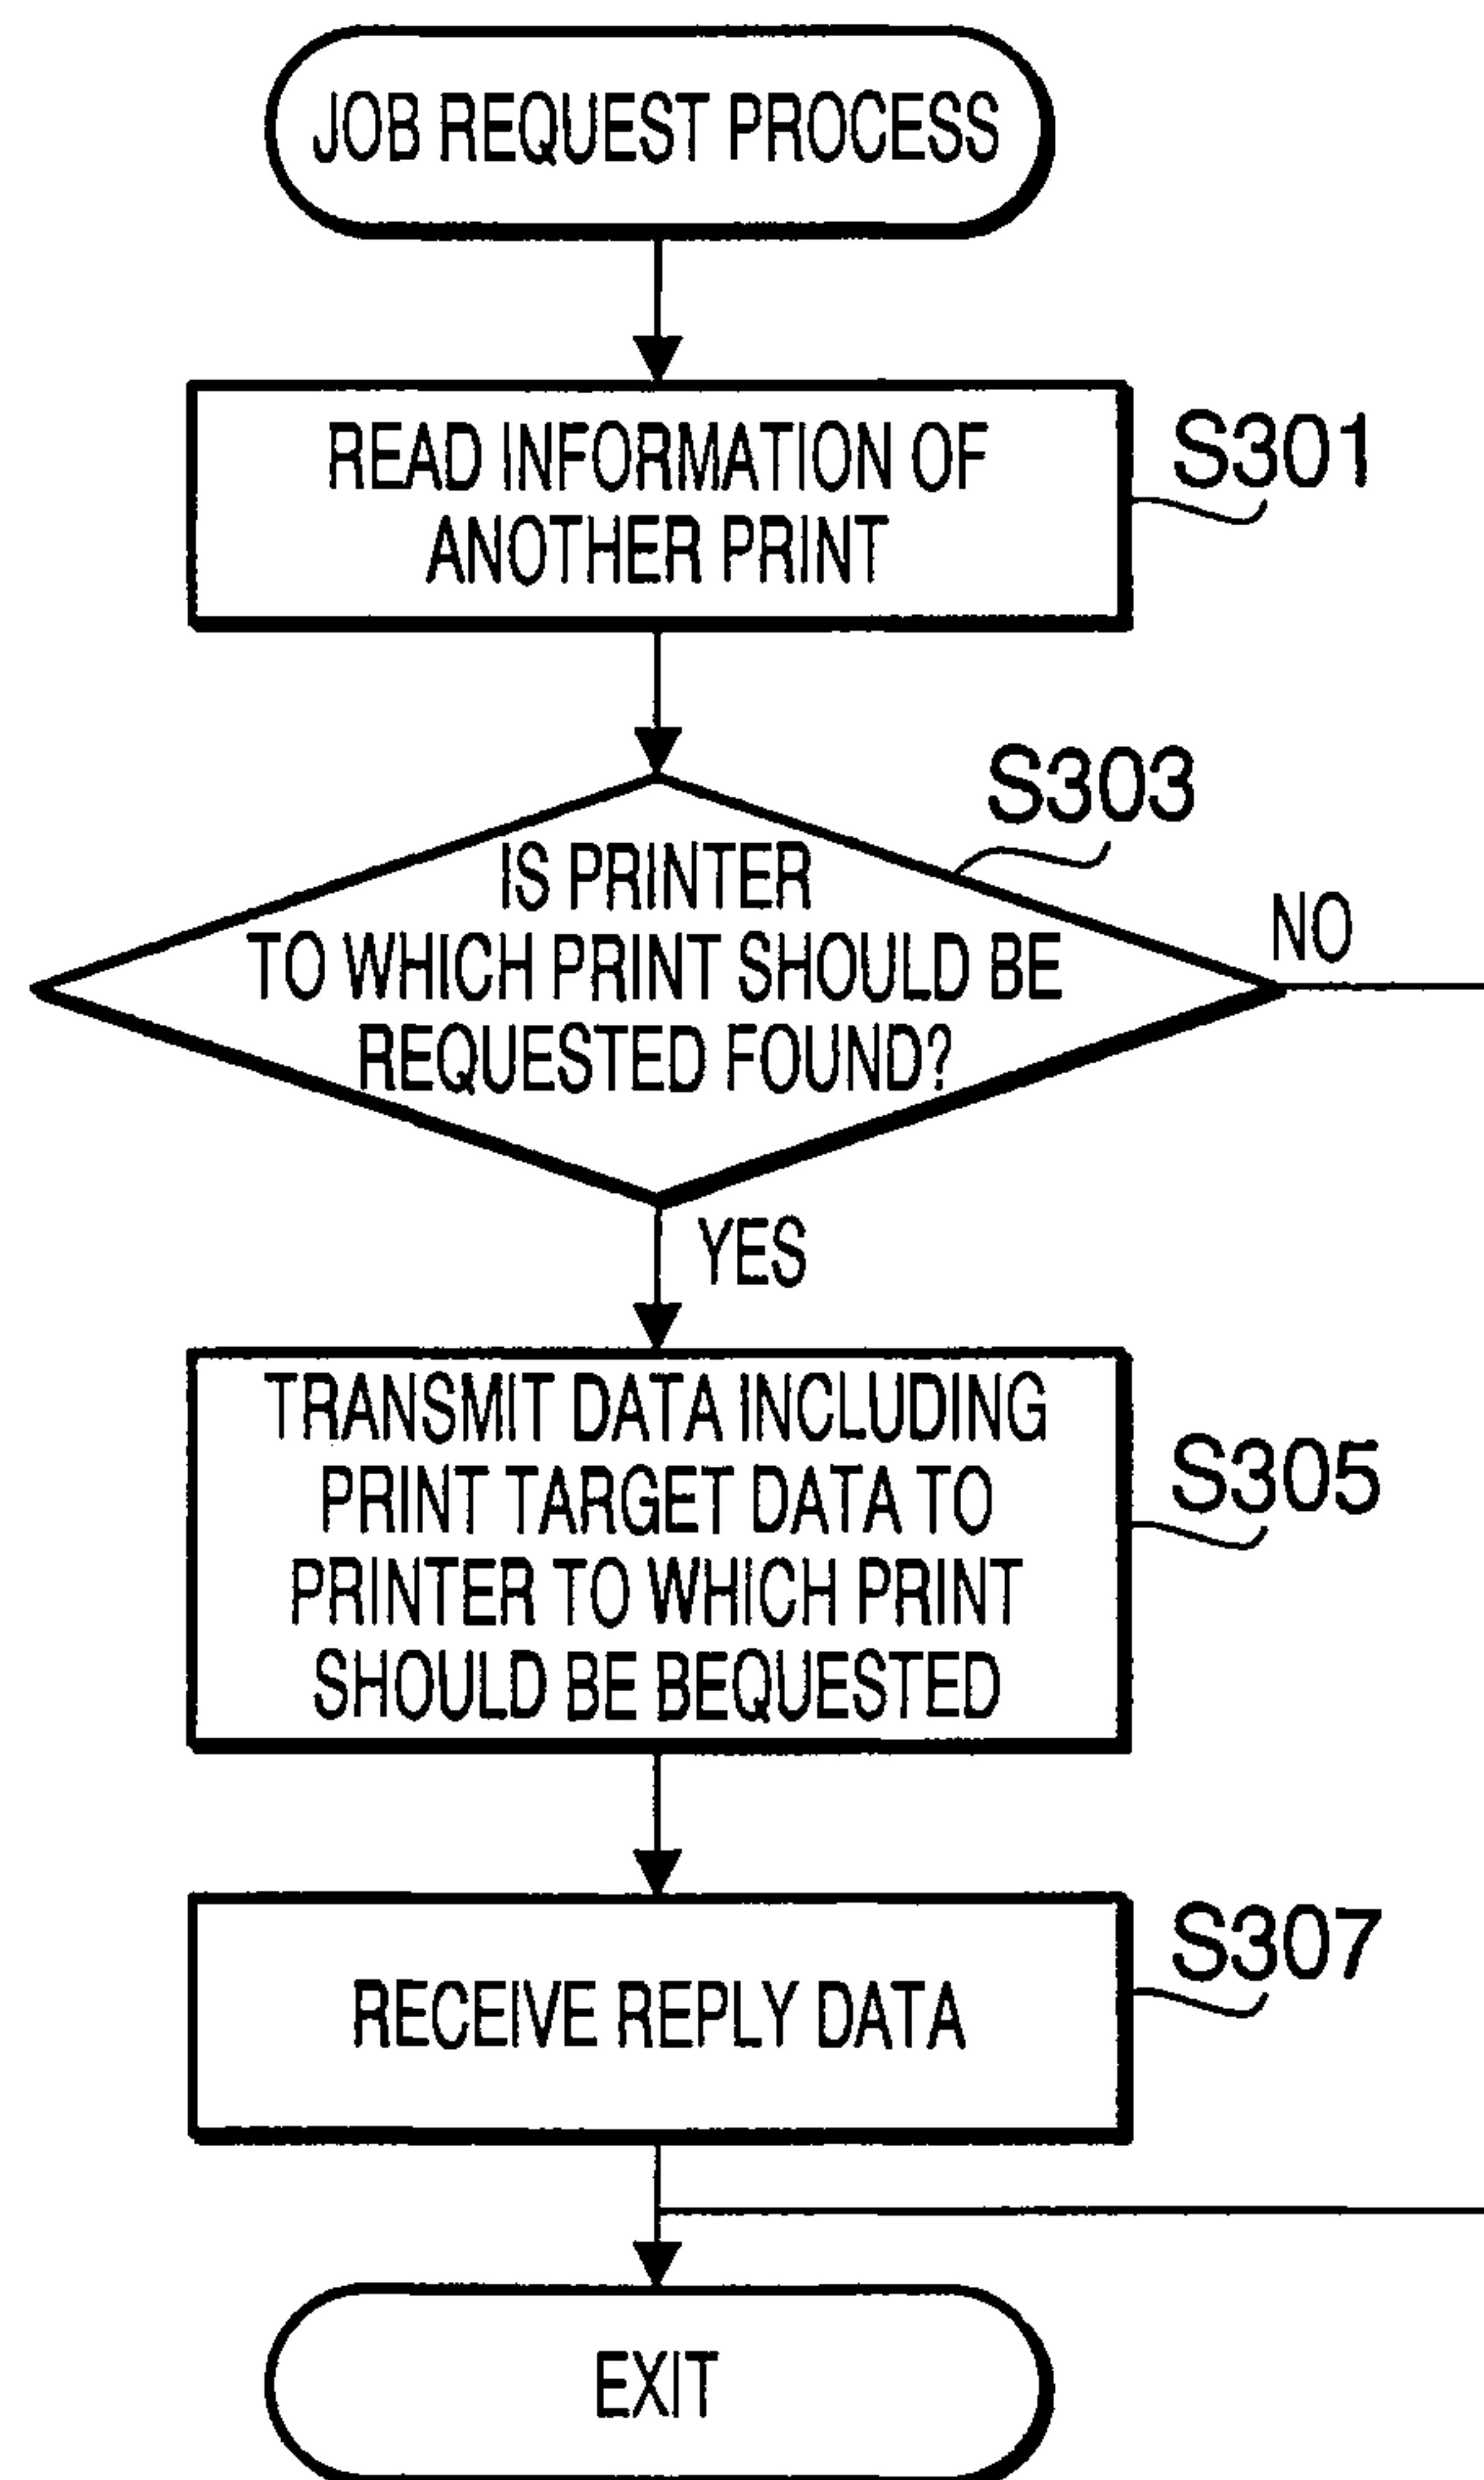 JOB REQUEST PROCESS
READ INFORMATION OF
ANOTHER PRINT
S301
S303
IS PRINTER
TO WHICH PRINT SHOULD BE
REQUESTED FOUND?
NO
YES
TRANSMIT DATA INCLUDING
PRINT TARGET DATA TO
PRINTER TO WHICH PRINT
SHOULD BE BEQUESTED
S305
RECEIVE REPLY DATA
S307
EXIT